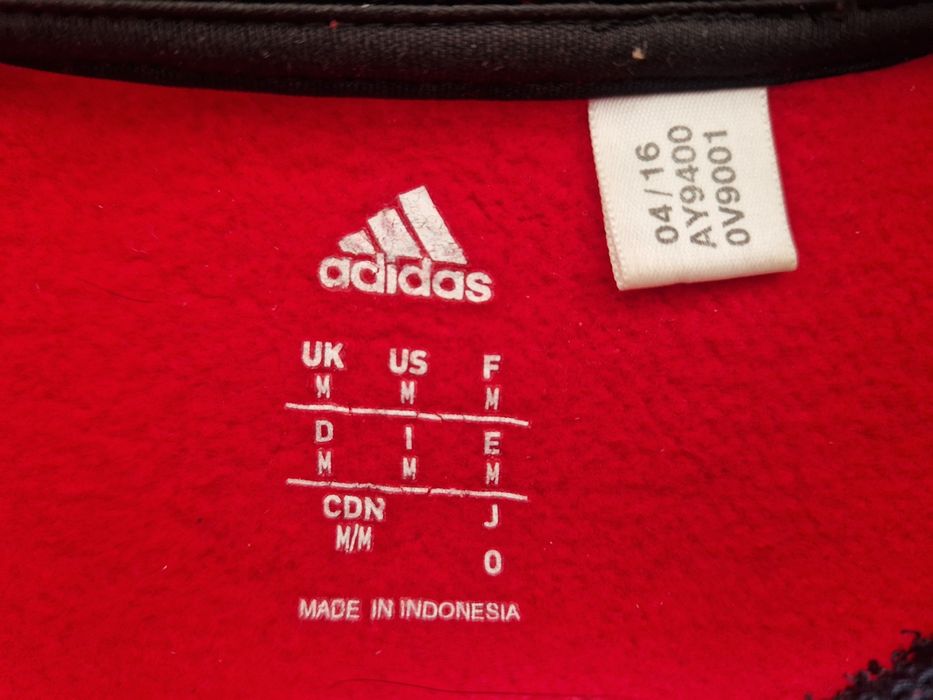 04/16
AY9400
0V9001
adidas
UK US F
M M M
D I E
M M M
CDN J
M/M O
MADE IN INDONESIA